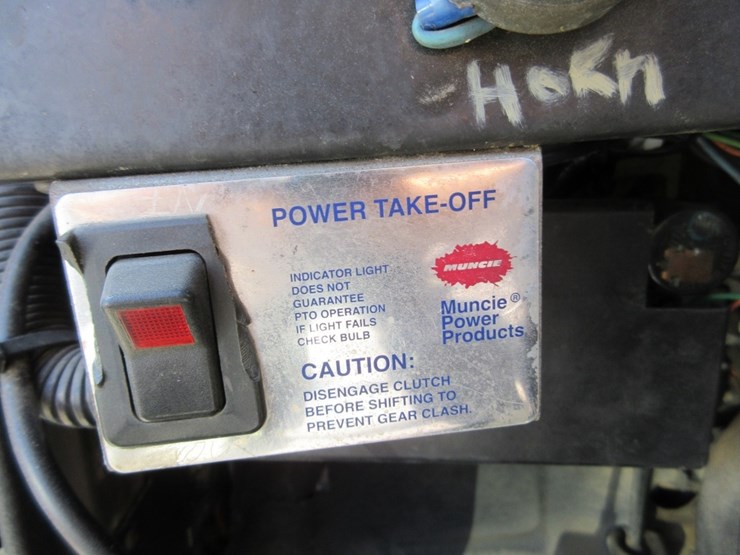 HORN
POWER TAKE-OFF
INDICATOR LIGHT
DOES NOT
GUARANTEE
PTO OPERATION
IF LIGHT FAILS
CHECK BULB
MUNCIE
Muncie®
Power
Products
CAUTION:
DISENGAGE CLUTCH
BEFORE SHIFTING TO
PREVENT GEAR CLASH.